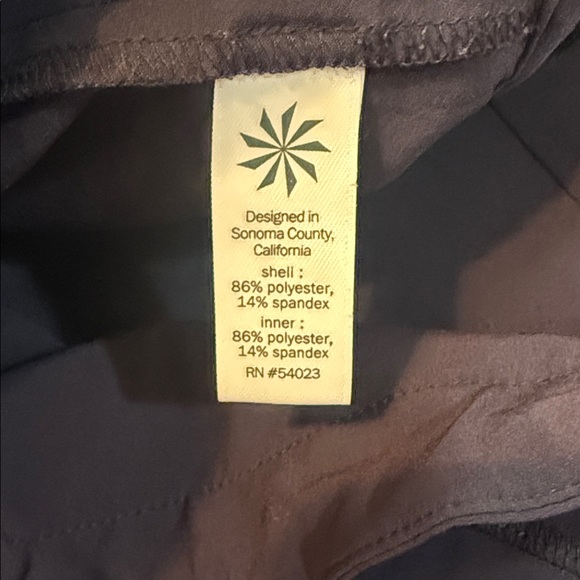 Designed in
Sonoma County,
California
shell :
86% polyester,
14% spandex
inner :
86% polyester,
14% spandex
RN #54023